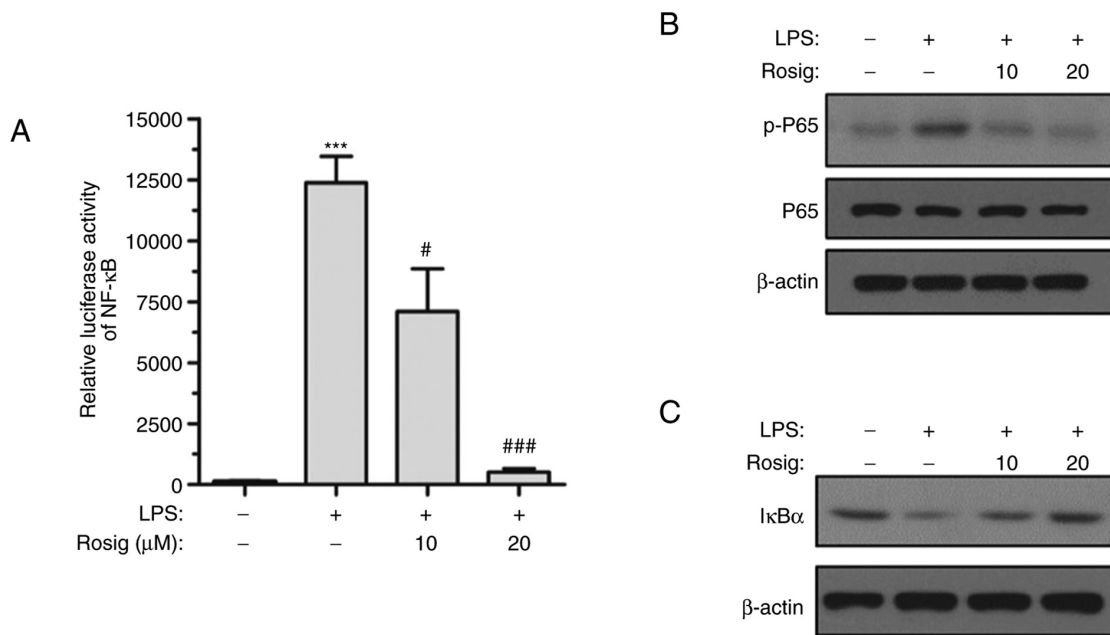 A
Relative luciferase activity
of NF-κB
15000
12500
10000
7500
5000
2500
0
***
#
###
LPS: – + + +
Rosig (μM): – – 10 20
B
LPS: – + + +
Rosig: – – 10 20
p-P65
P65
β-actin
C
LPS: – + + +
Rosig: – – 10 20
IκBα
β-actin